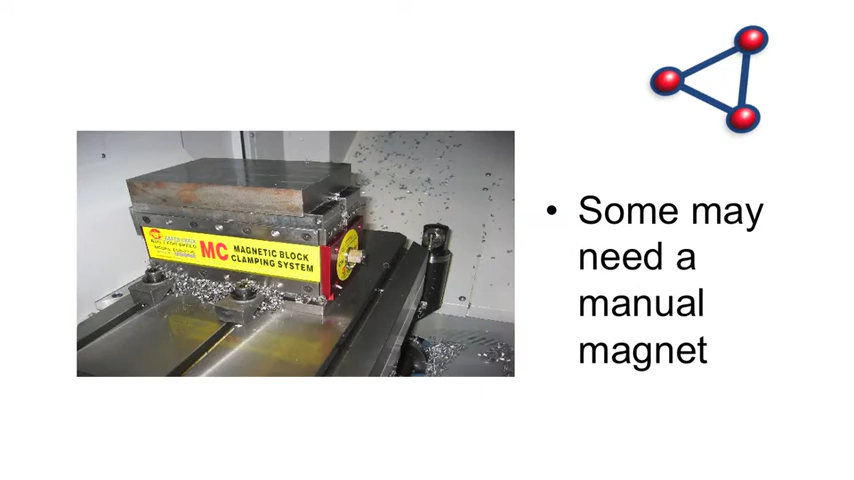 MC MAGNETIC BLOCK
CLAMPING SYSTEM
• Some may
need a
manual
magnet